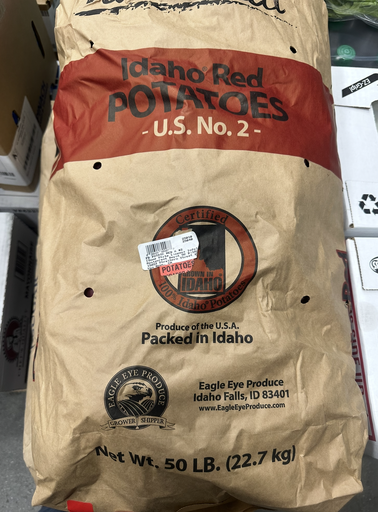 Idaho® Red
POTATOES
- U.S. No. 2 -
Certified
POTATOES
GROWN IN
IDAHO
100% Idaho Potatoes
Produce of the U.S.A.
Packed in Idaho
EAGLE EYE PRODUCE
GROWER SHIPPER
Eagle Eye Produce
Idaho Falls, ID 83401
www.EagleEyeProduce.com
Net Wt. 50 LB. (22.7 kg)